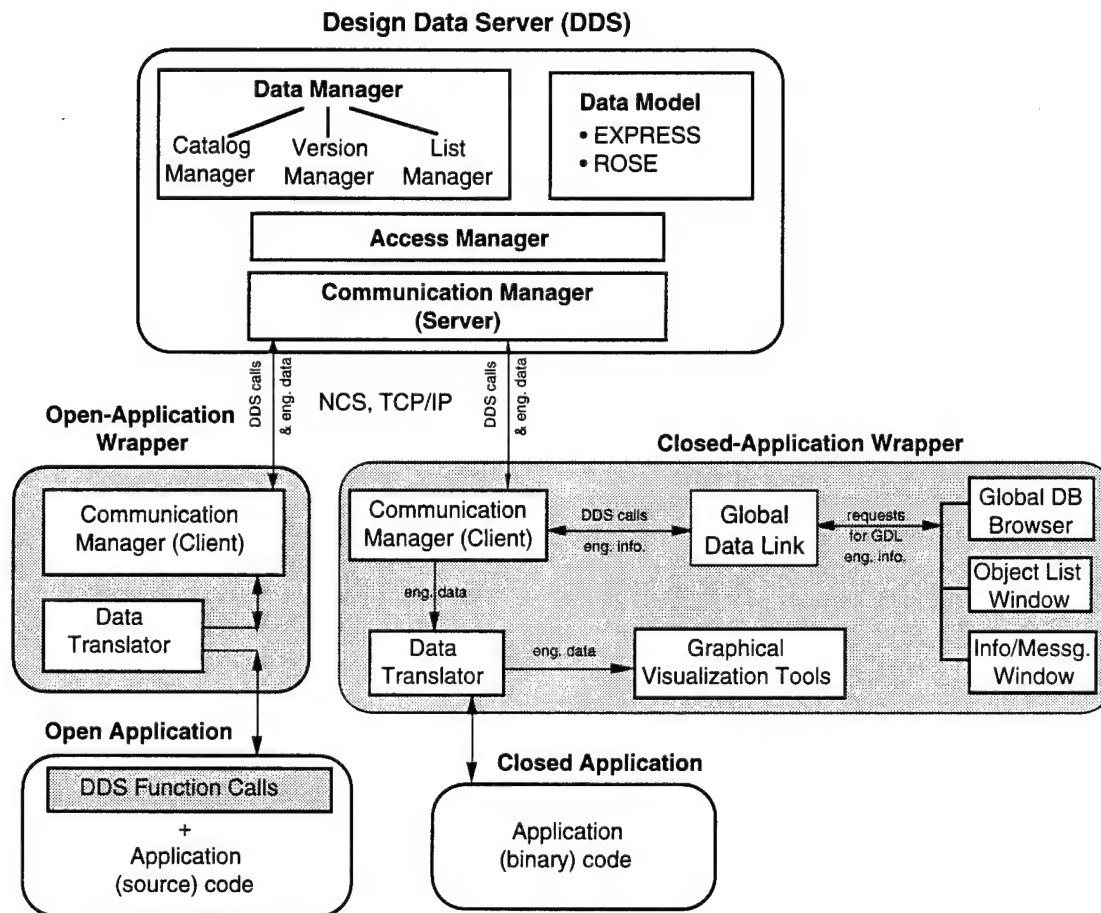 Design Data Server (DDS)
Data Manager
Catalog
Manager
Version
Manager
List
Manager
Data Model
• EXPRESS
• ROSE
Access Manager
Communication Manager
(Server)
DDS calls
& eng. data
NCS, TCP/IP
DDS calls
& eng. data
Open-Application
Wrapper
Communication
Manager (Client)
Data
Translator
Open Application
DDS Function Calls
+
Application
(source) code
Closed-Application Wrapper
Communication
Manager (Client)
DDS calls
eng. info.
Global
Data Link
requests
for GDL
eng. info.
Global DB
Browser
Object List
Window
Info/Messg.
Window
eng. data
Data
Translator
eng. data
Graphical
Visualization Tools
Closed Application
Application
(binary) code